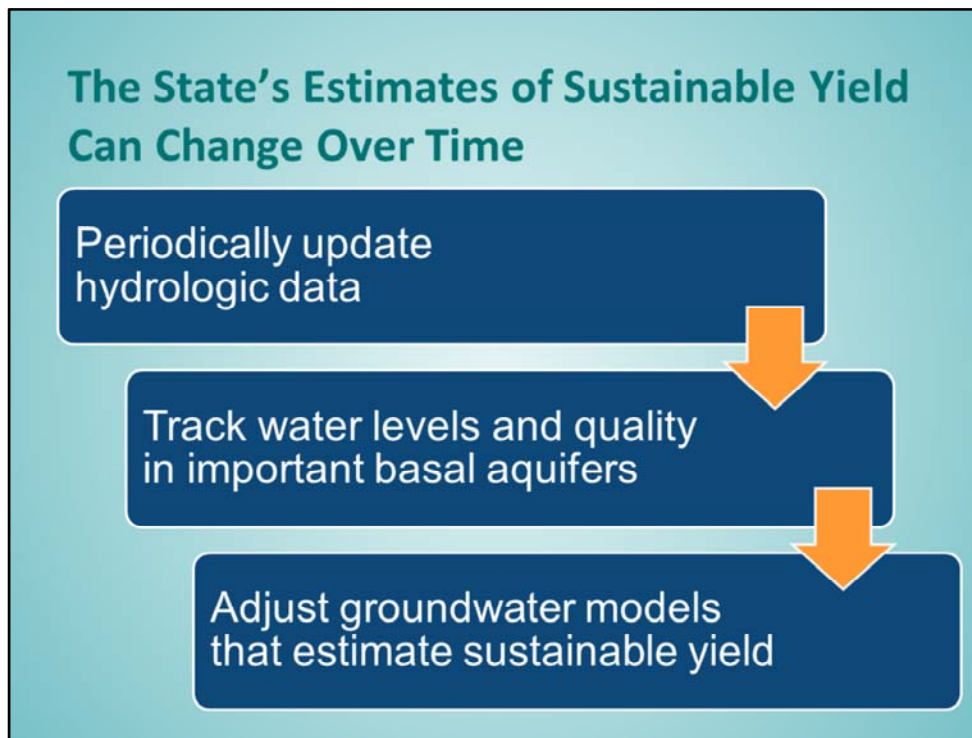 The State’s Estimates of Sustainable Yield
Can Change Over Time
Periodically update
hydrologic data
Track water levels and quality
in important basal aquifers
Adjust groundwater models
that estimate sustainable yield